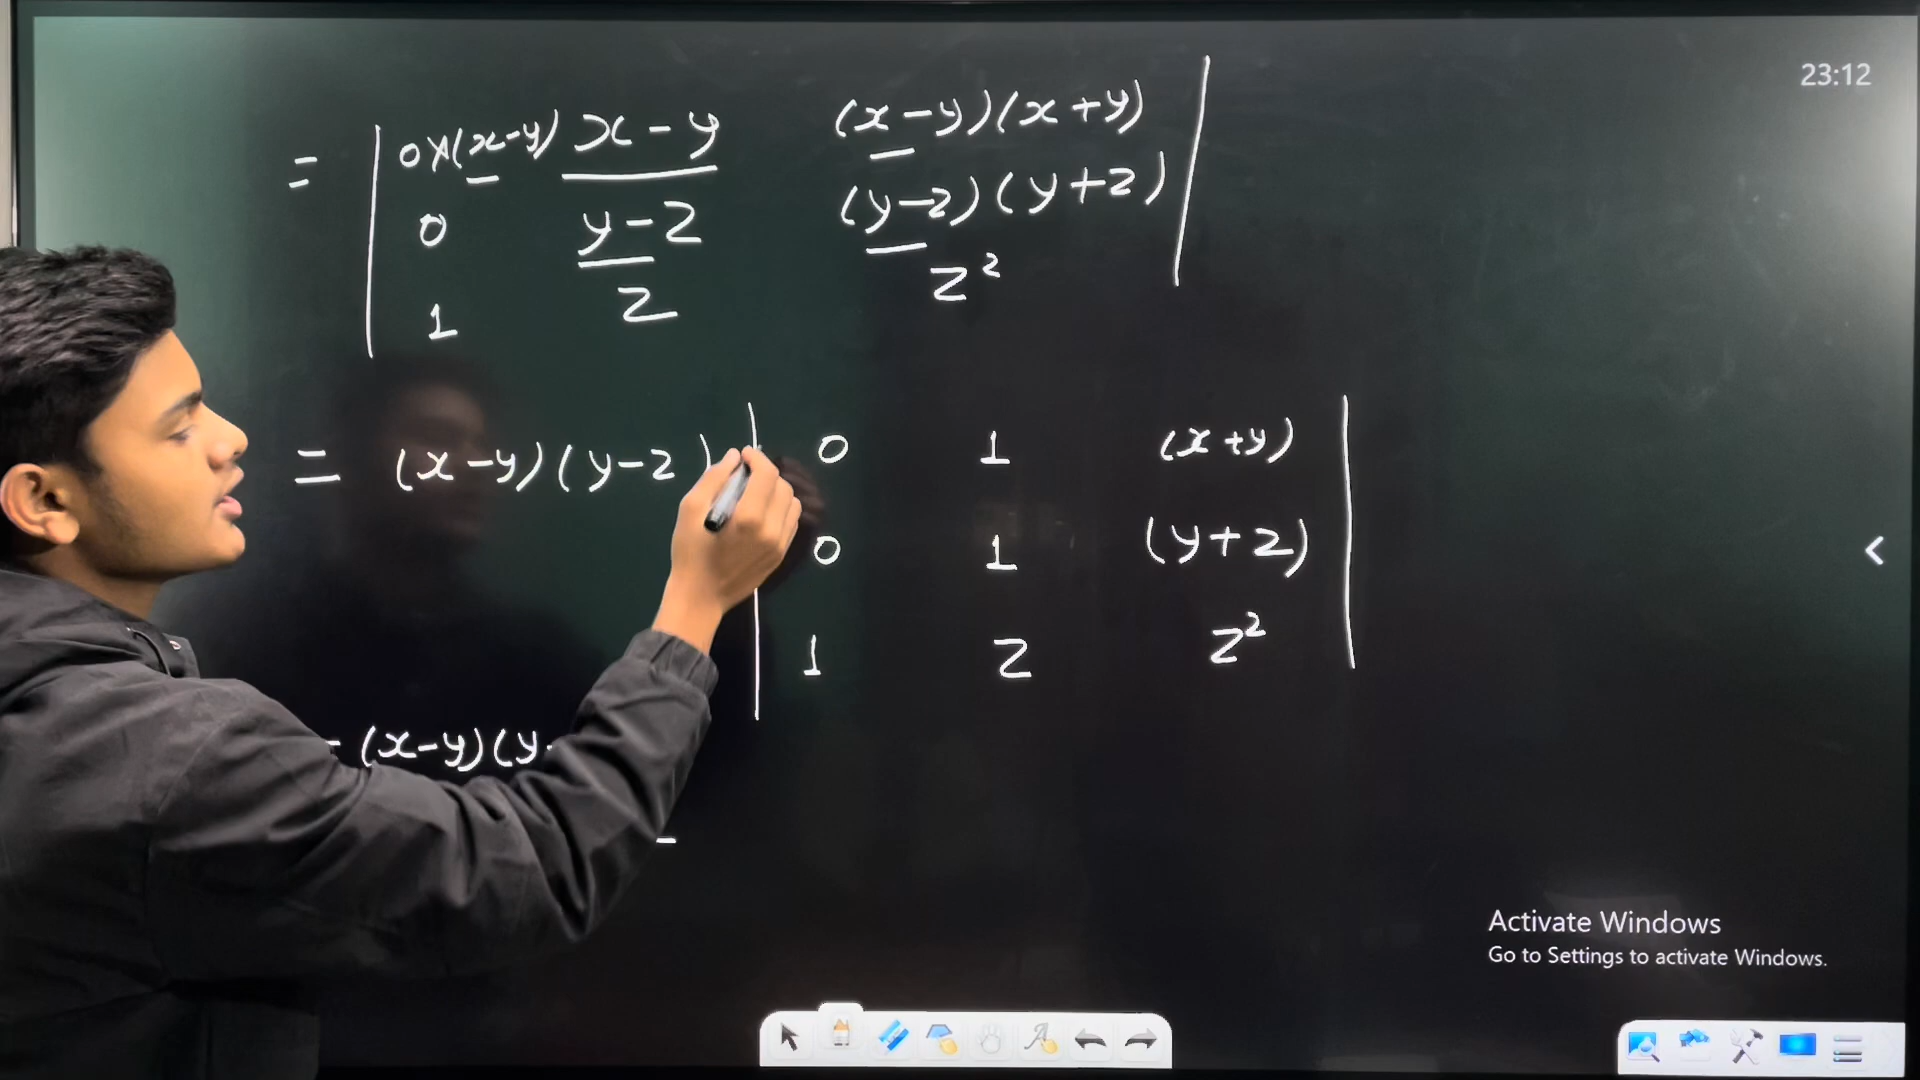 23:12
= | 0×(x-y) x-y (x-y)(x+y) |
0 y-z (y-z)(y+z)
1 z z²
= (x-y)(y-z) | 0 1 (x+y) |
0 1 (y+z)
1 z z²
= (x-y)(y-
-
Activate Windows
Go to Settings to activate Windows.